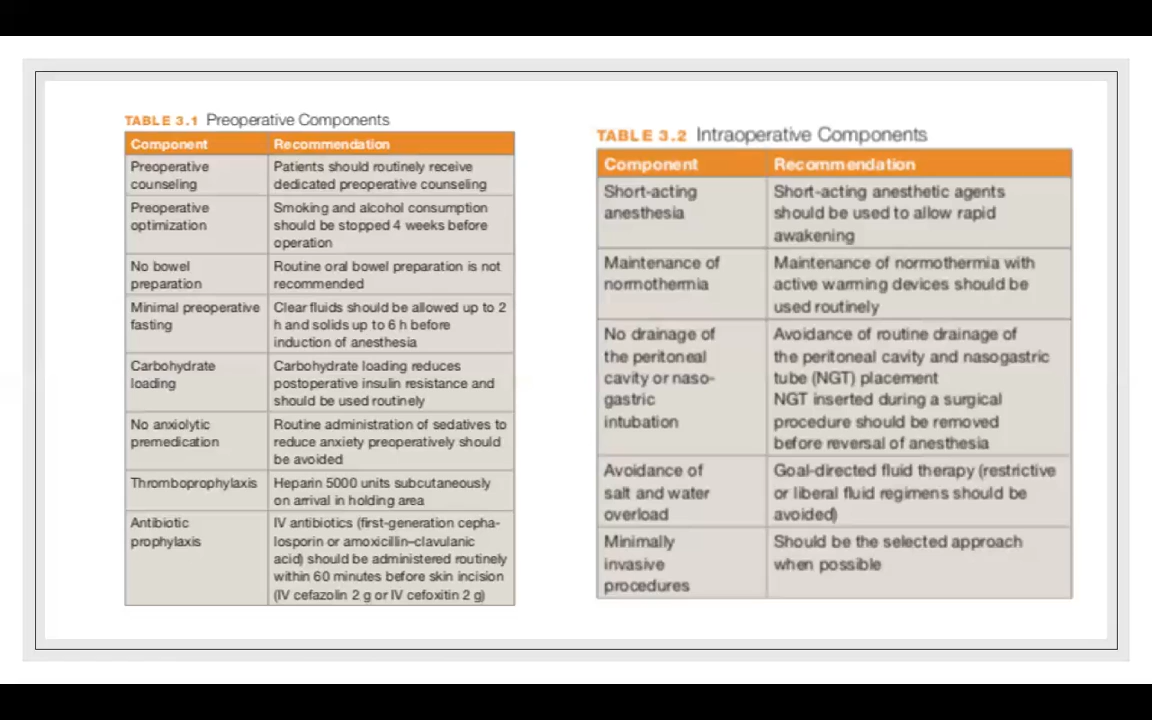 TABLE 3.1 Preoperative Components
Component Recommendation
Preoperative counseling
Patients should routinely receive
dedicated preoperative counseling
Preoperative optimization
Smoking and alcohol consumption
should be stopped 4 weeks before
operation
No bowel preparation
Routine oral bowel preparation is not
recommended
Minimal preoperative fasting
Clear fluids should be allowed up to 2
h and solids up to 6 h before
induction of anesthesia
Carbohydrate loading
Carbohydrate loading reduces
postoperative insulin resistance and
should be used routinely
No anxiolytic premedication
Routine administration of sedatives to
reduce anxiety preoperatively should
be avoided
Thromboprophylaxis
Heparin 5000 units subcutaneously
on arrival in holding area
Antibiotic prophylaxis
IV antibiotics (first-generation cepha-
losporin or amoxicillin–clavulanic
acid) should be administered routinely
within 60 minutes before skin incision
(IV cefazolin 2 g or IV cefoxitin 2 g)
TABLE 3.2 Intraoperative Components
Component Recommendation
Short-acting
anesthesia
Short-acting anesthetic agents
should be used to allow rapid
awakening
Maintenance of
normothermia
Maintenance of normothermia with
active warming devices should be
used routinely
No drainage of
the peritoneal
cavity or naso-
gastric
intubation
Avoidance of routine drainage of
the peritoneal cavity and nasogastric
tube (NGT) placement
NGT inserted during a surgical
procedure should be removed
before reversal of anesthesia
Avoidance of
salt and water
overload
Goal-directed fluid therapy (restrictive
or liberal fluid regimens should be
avoided)
Minimally
invasive
procedures
Should be the selected approach
when possible